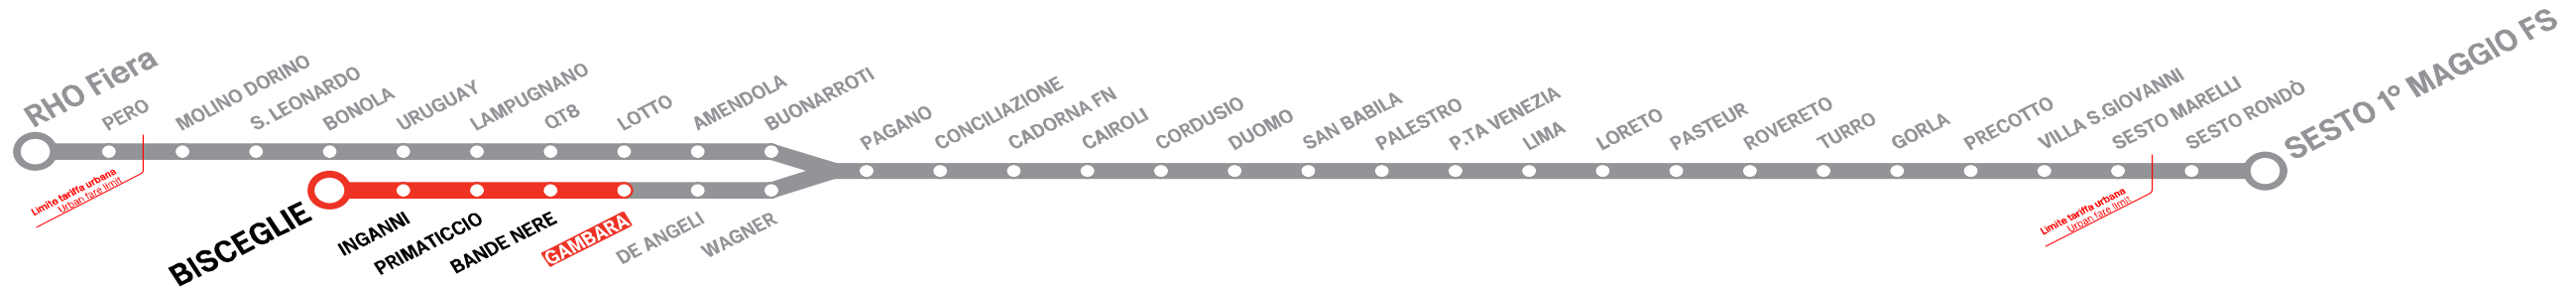 RHO Fiera
PERO
MOLINO DORINO
S. LEONARDO
BONOLA
URUGUAY
LAMPUGNANO
QT8
LOTTO
AMENDOLA
BUONARROTI
PAGANO
CONCILIAZIONE
CADORNA FN
CAIROLI
CORDUSIO
DUOMO
SAN BABILA
PALESTRO
P.TA VENEZIA
LIMA
LORETO
PASTEUR
ROVERETO
TURRO
GORLA
PRECOTTO
VILLA S.GIOVANNI
SESTO MARELLI
SESTO RONDÒ
SESTO 1° MAGGIO FS
Limite tariffa urbana
Urban fare limit
BISCEGLIE
INGANNI
PRIMATICCIO
BANDE NERE
GAMBARA
DE ANGELI
WAGNER
Limite tariffa urbana
Urban fare limit